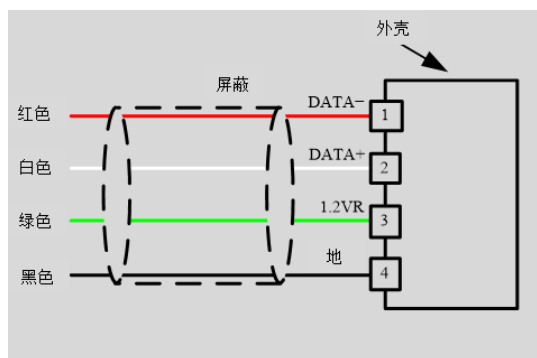 外壳
屏蔽
红色 DATA− 1
白色 DATA+ 2
绿色 1.2VR 3
黑色 地 4